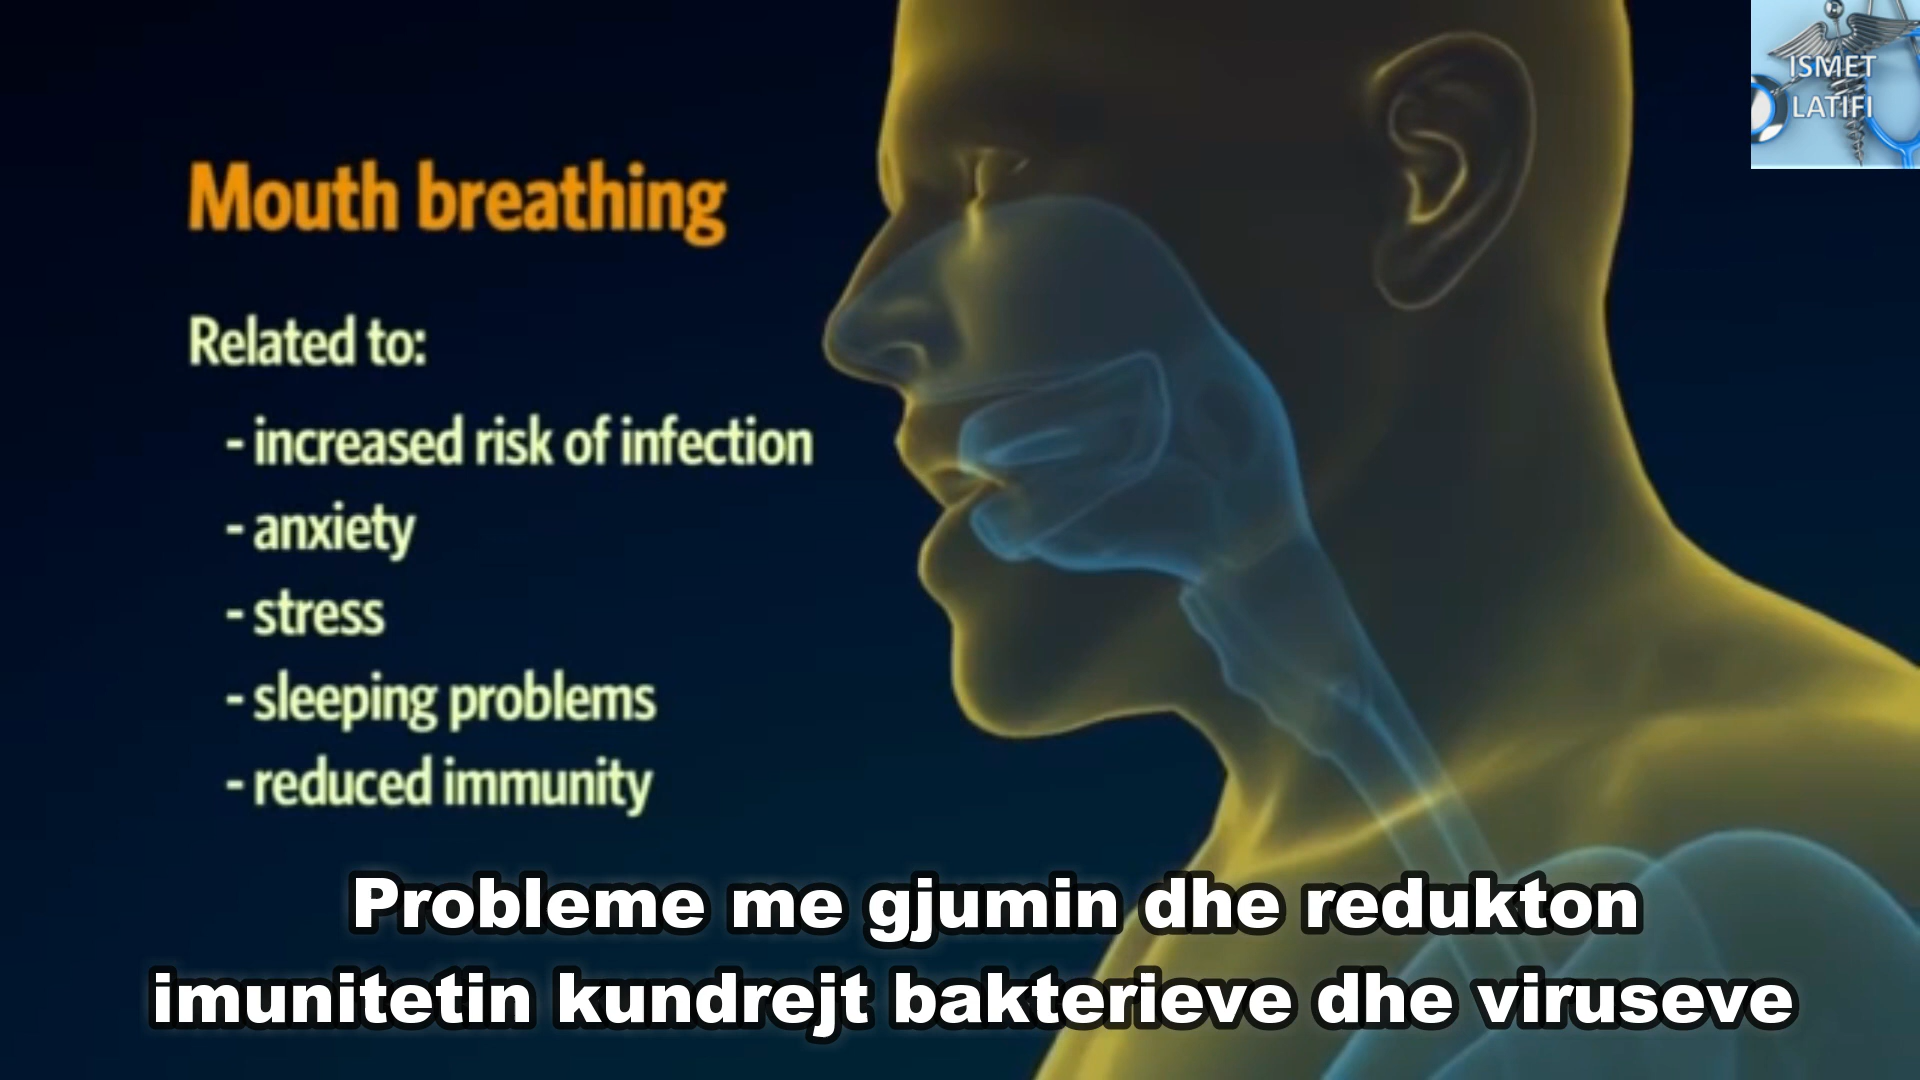 ISMET
LATIFI
Mouth breathing
Related to:
- increased risk of infection
- anxiety
- stress
- sleeping problems
- reduced immunity
Probleme me gjumin dhe redukton
imunitetin kundrejt bakterieve dhe viruseve